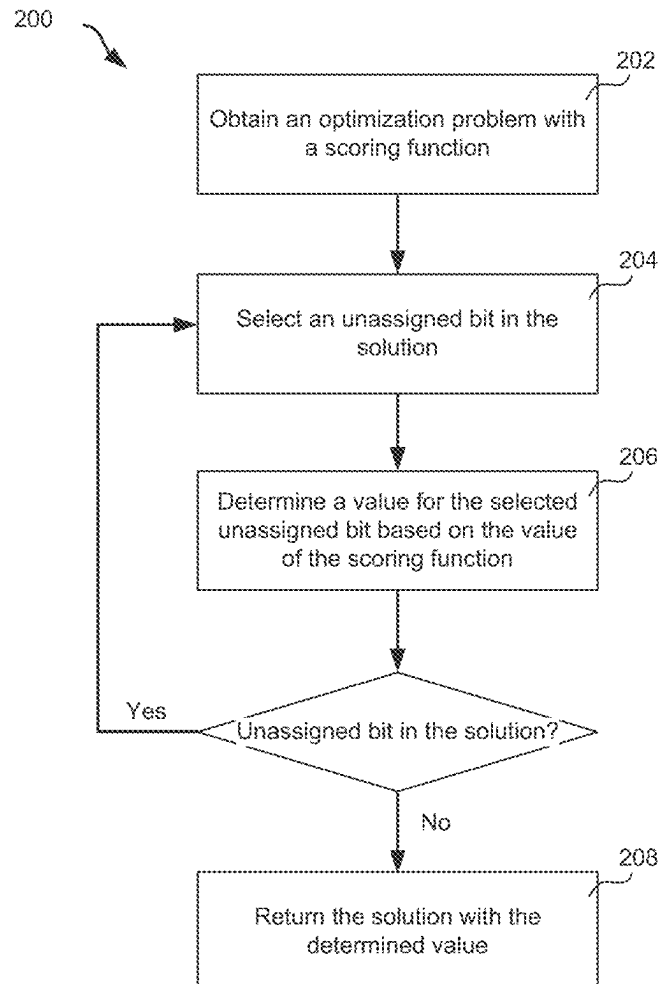 200
202
Obtain an optimization problem with
a scoring function
204
Select an unassigned bit in the
solution
206
Determine a value for the selected
unassigned bit based on the value
of the scoring function
Yes
Unassigned bit in the solution?
No
208
Return the solution with the
determined value